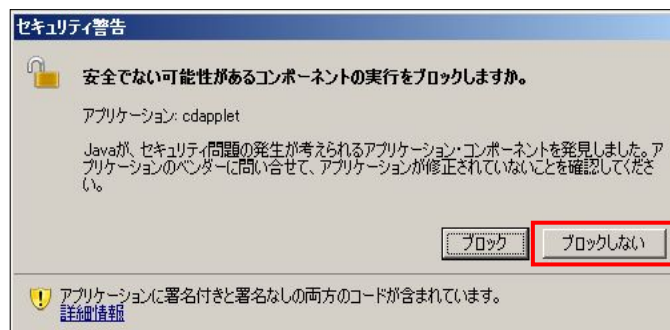 セキュリティ警告
安全でない可能性があるコンポーネントの実行をブロックしますか。
アプリケーション: cdapplet
Javaが、セキュリティ問題の発生が考えられるアプリケーション・コンポーネントを発見しました。ア
プリケーションのベンダーに問い合せて、アプリケーションが修正されていないことを確認してくださ
い。
ブロック ブロックしない
アプリケーションに署名付きと署名なしの両方のコードが含まれています。
詳細情報